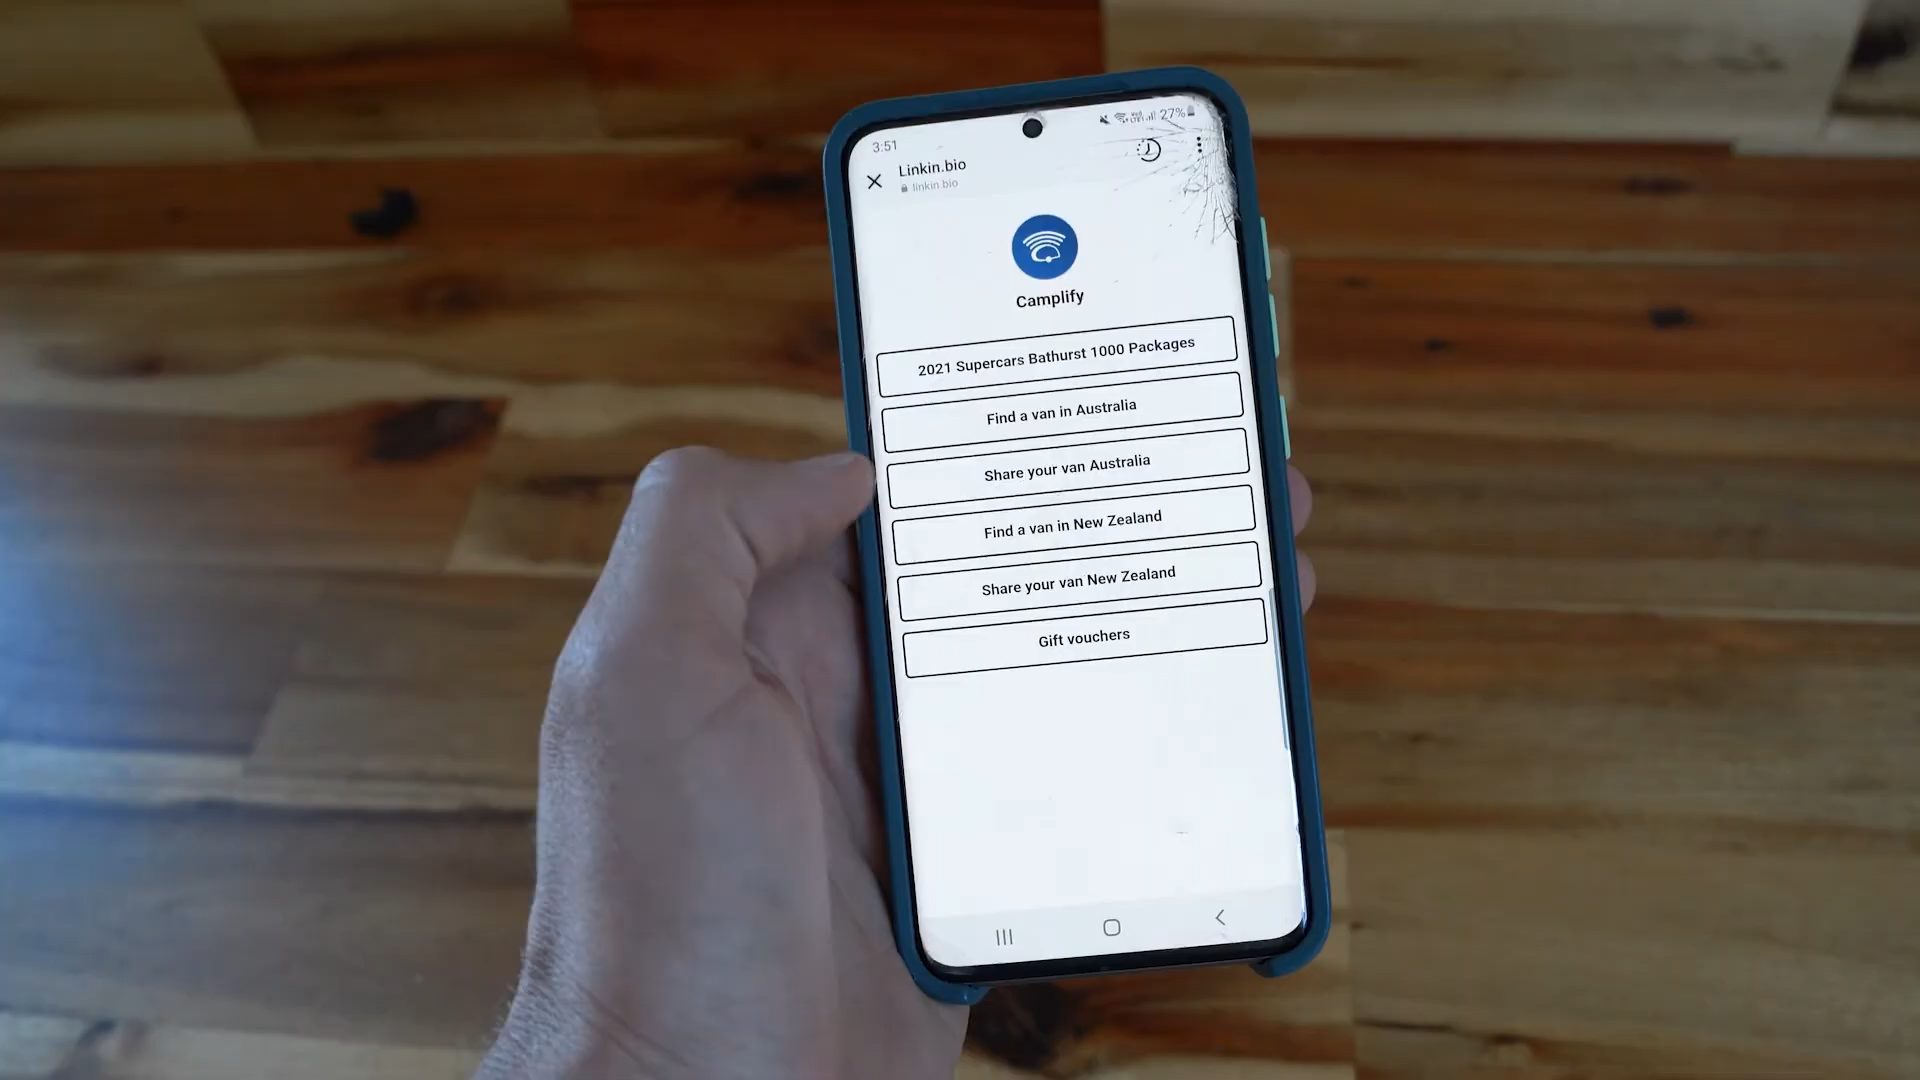 3:51
27%
Linkin.bio
linkin.bio
Camplify
2021 Supercars Bathurst 1000 Packages
Find a van in Australia
Share your van Australia
Find a van in New Zealand
Share your van New Zealand
Gift vouchers